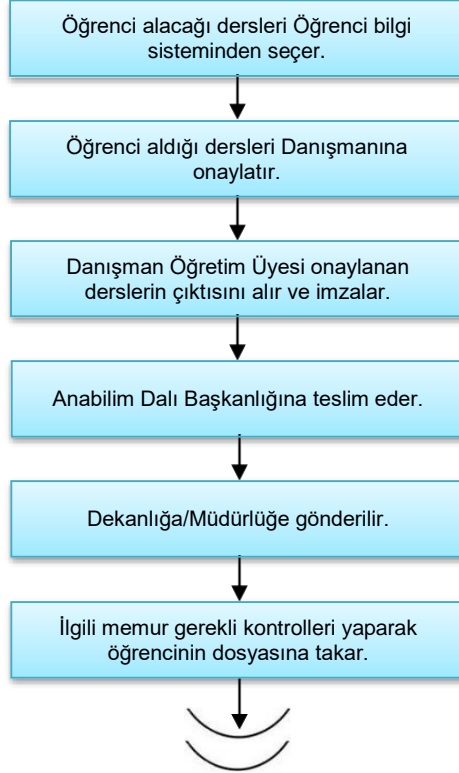 Öğrenci alacağı dersleri Öğrenci bilgi
sisteminden seçer.
Öğrenci aldığı dersleri Danışmanına
onaylatır.
Danışman Öğretim Üyesi onaylanan
derslerin çıktısını alır ve imzalar.
Anabilim Dalı Başkanlığına teslim eder.
Dekanlığa/Müdürlüğe gönderilir.
İlgili memur gerekli kontrolleri yaparak
öğrencinin dosyasına takar.